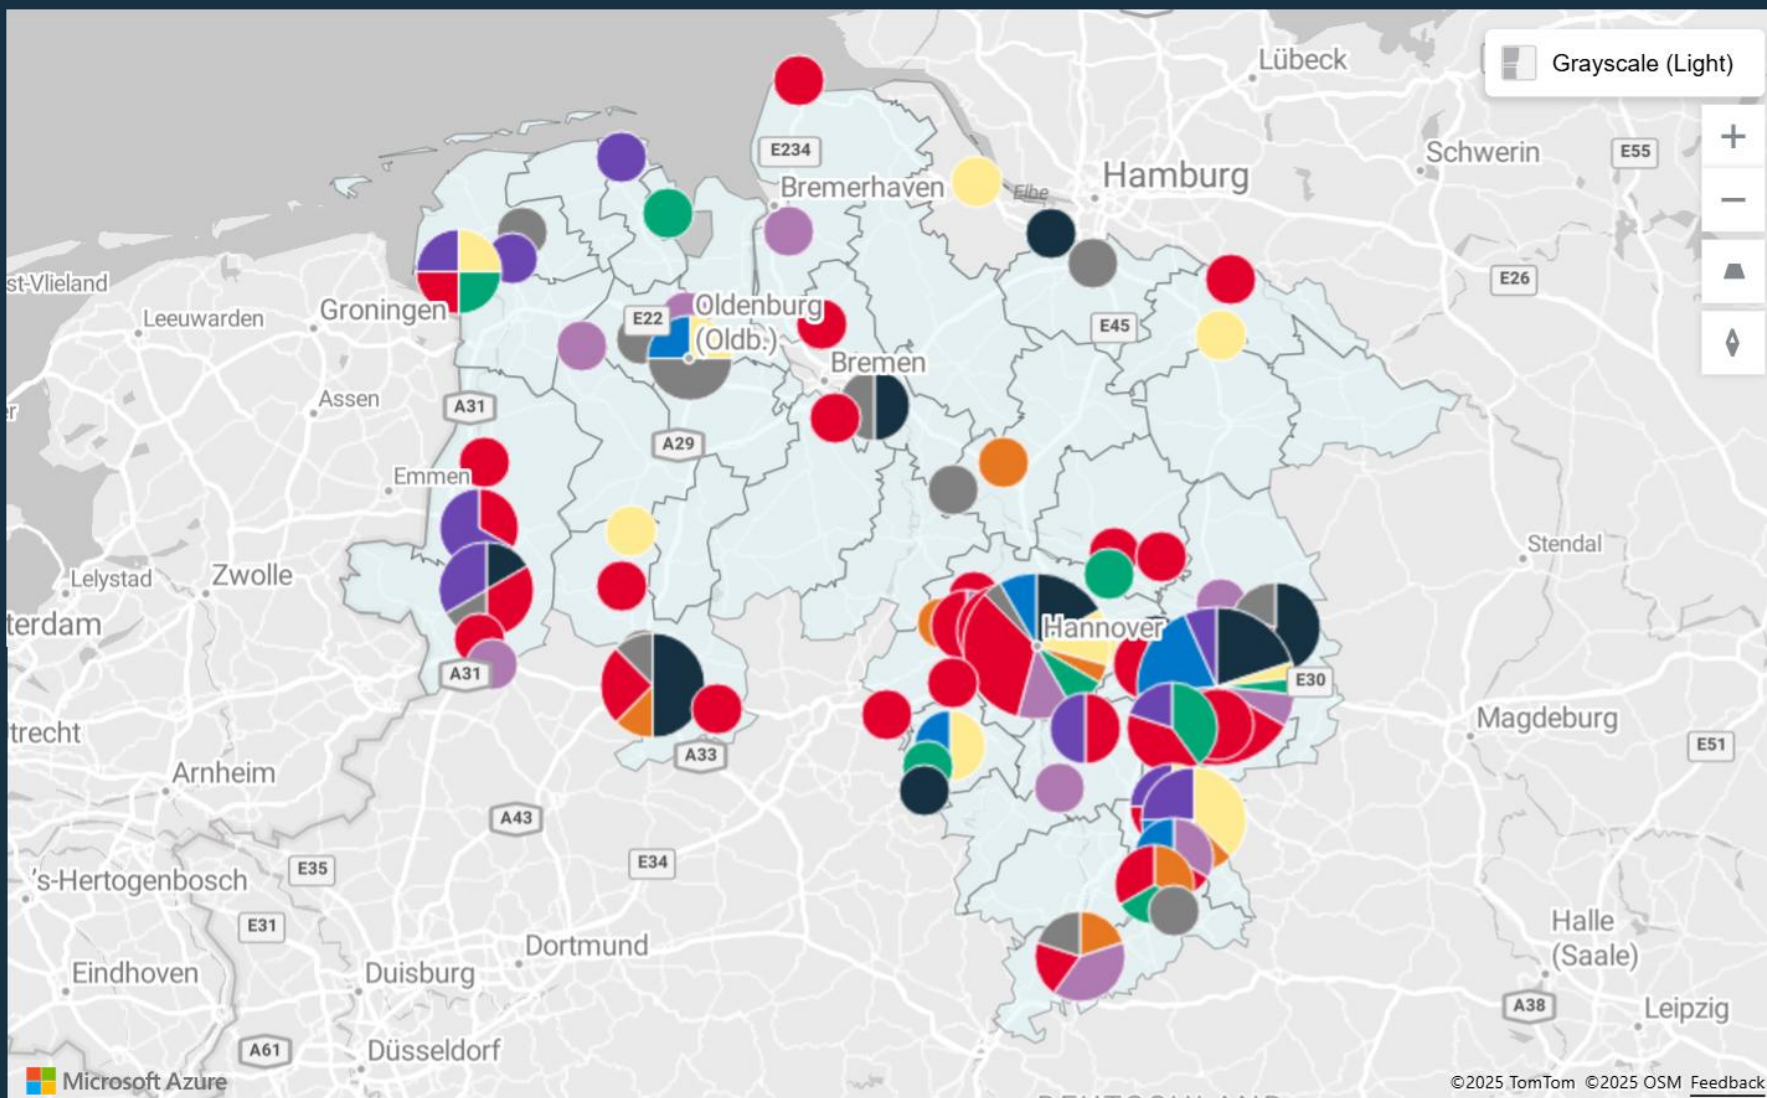 Lübeck
Grayscale (Light)
Schwerin
E55
E234
Hamburg
Bremerhaven
Elbe
st-Vlieland
E26
Leeuwarden
Groningen
E22
Oldenburg
(Oldb.)
E45
Bremen
Assen
A31
A29
Emmen
Stendal
Lelystad
Zwolle
terdam
Hannover
A31
E30
trecht
A33
Magdeburg
E51
Arnheim
A43
E34
E35
's-Hertogenbosch
E31
Dortmund
Halle
(Saale)
Eindhoven
Duisburg
A38
Leipzig
A61
Düsseldorf
Microsoft Azure
©2025 TomTom ©2025 OSM Feedback